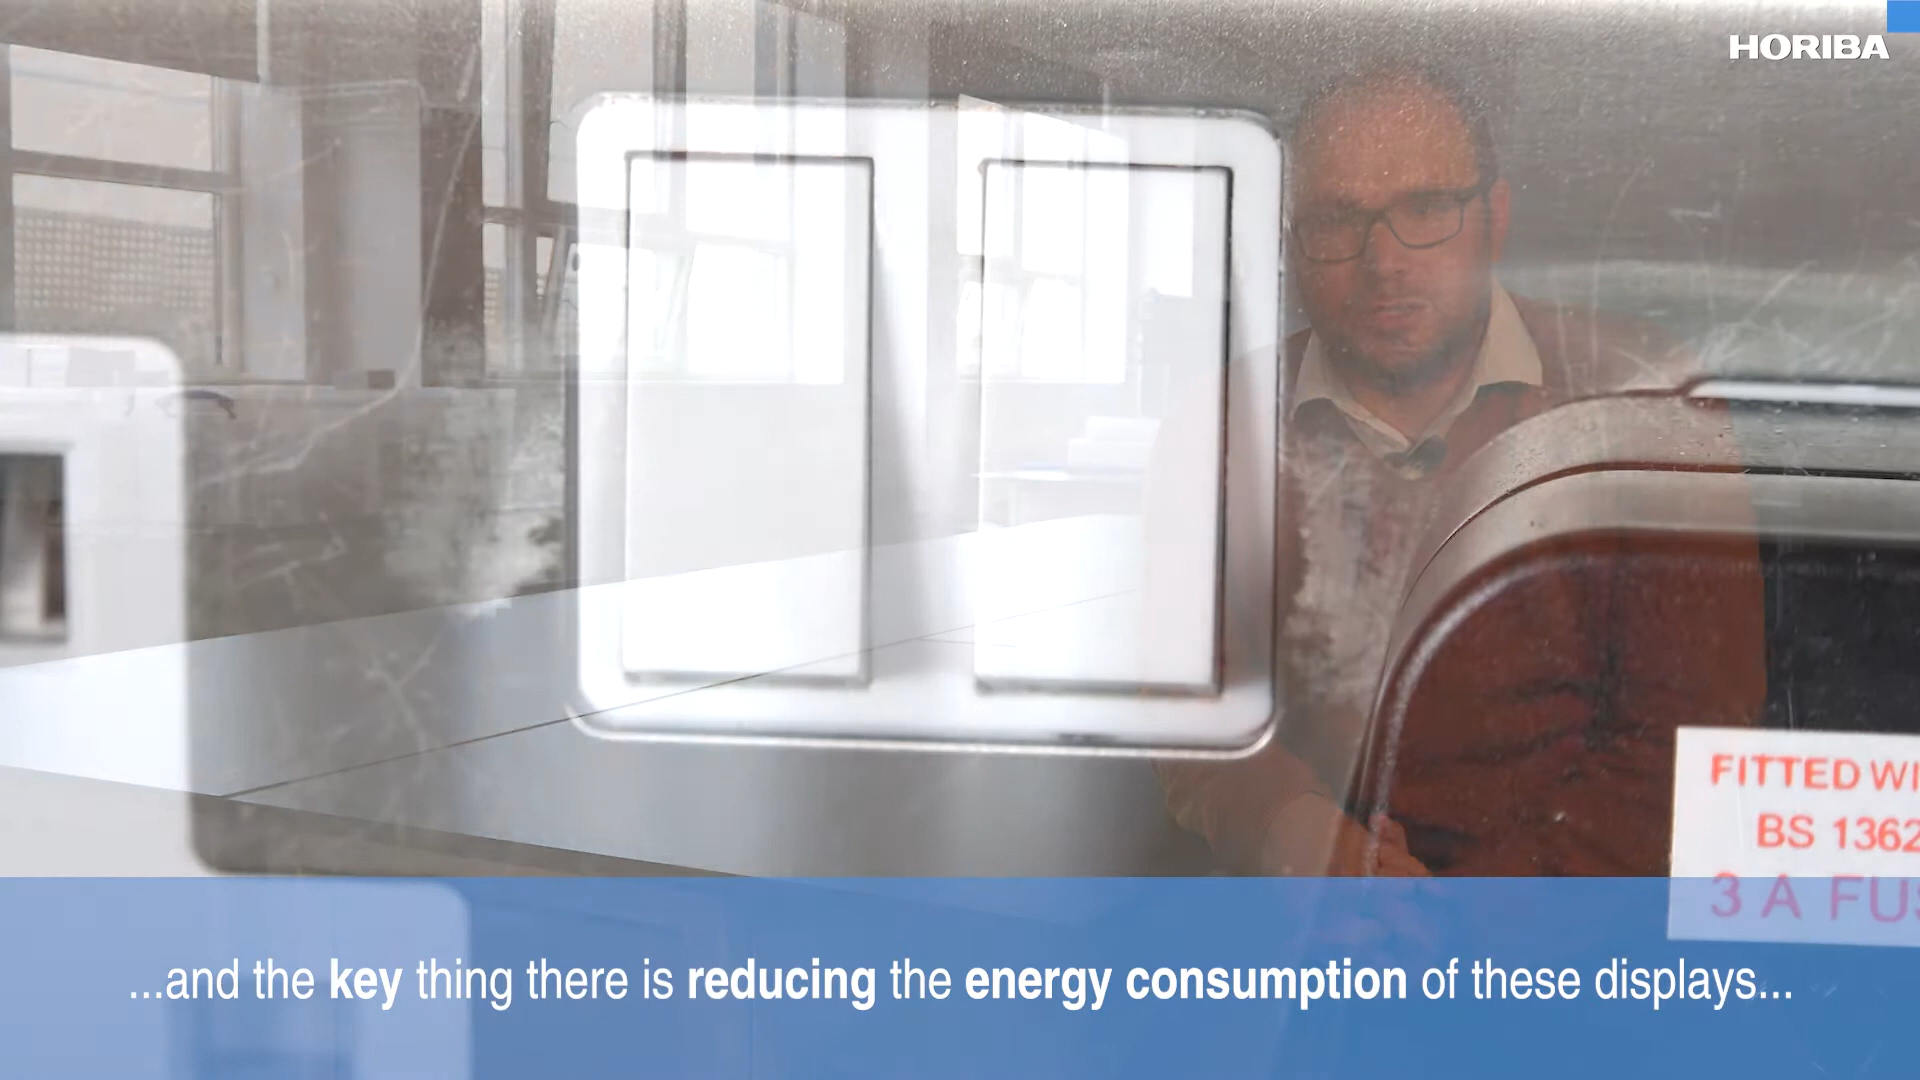 HORIBA
FITTED WI
BS 1362
3 A FUS
...and the key thing there is reducing the energy consumption of these displays...